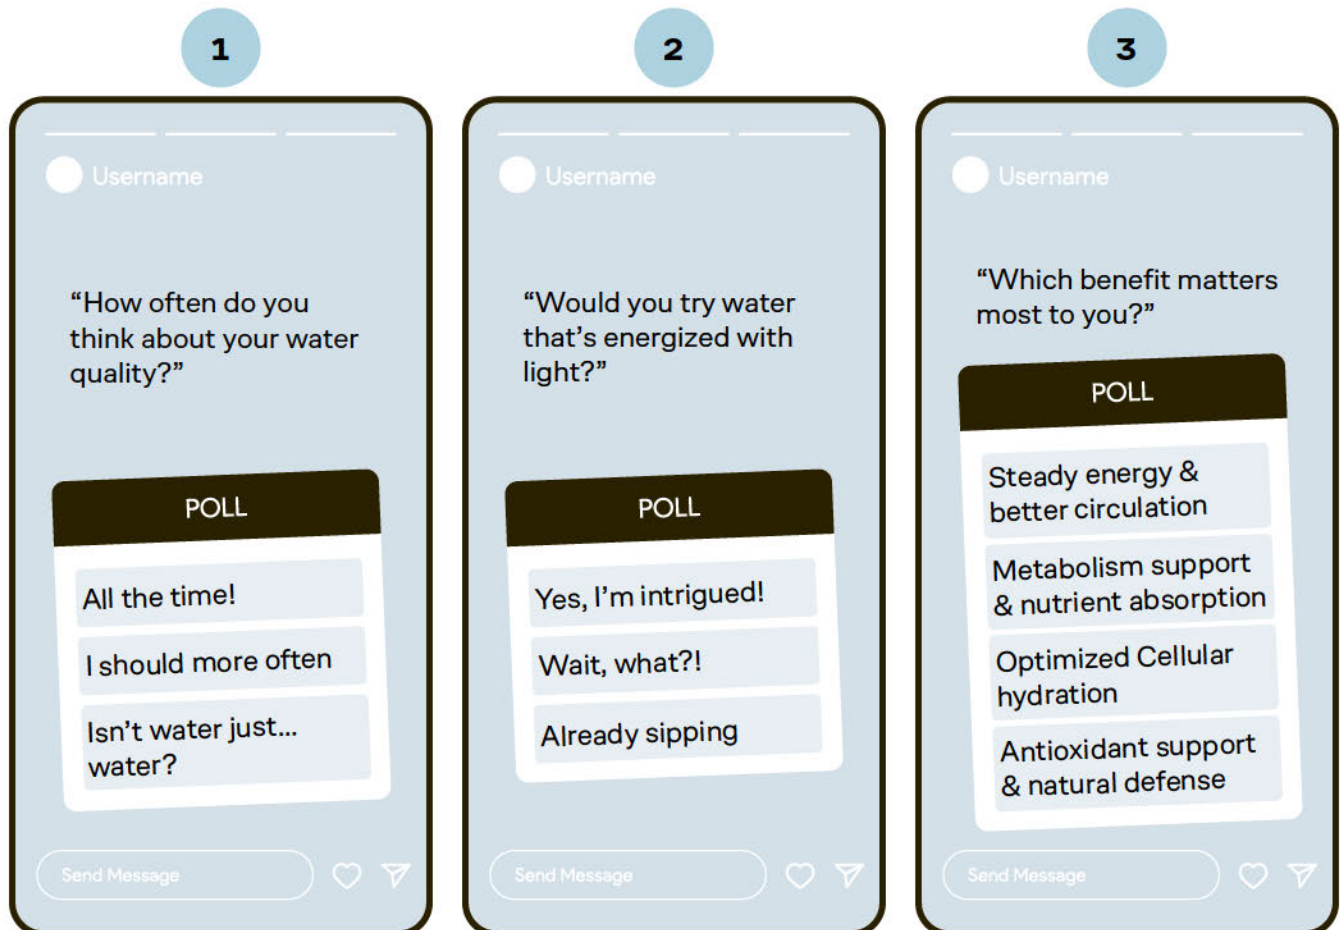 1
Username
“How often do you
think about your water
quality?”
POLL
All the time!
I should more often
Isn’t water just...
water?
Send Message
2
Username
“Would you try water
that’s energized with
light?”
POLL
Yes, I’m intrigued!
Wait, what?!
Already sipping
Send Message
3
Username
“Which benefit matters
most to you?”
POLL
Steady energy &
better circulation
Metabolism support
& nutrient absorption
Optimized Cellular
hydration
Antioxidant support
& natural defense
Send Message